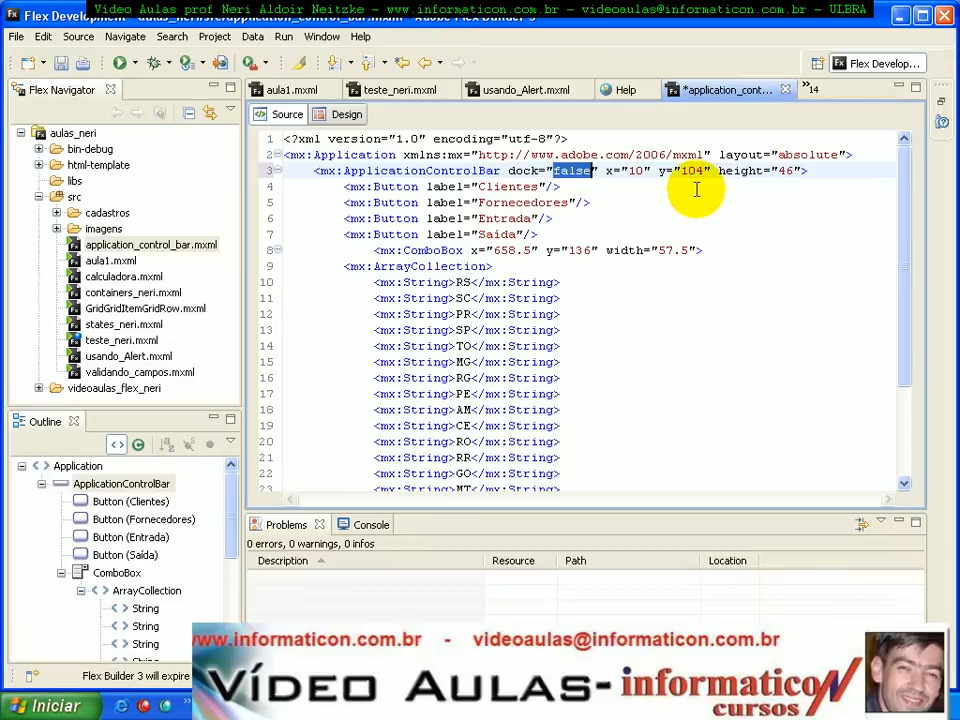 Vídeo Aulas prof Neri Aldoir Neitzke - www.informaticon.com.br - videoaulas@informaticon.com.br - ULBRA
File Edit Source Navigate Search Project Data Run Window Help
Flex Develop...
Flex Navigator
aula1.mxml teste_neri.mxml usando_Alert.mxml Help *application_cont... »14
Source Design
aulas_neri
bin-debug
html-template
libs
src
cadastros
imagens
application_control_bar.mxml
aula1.mxml
calculadora.mxml
containers_neri.mxml
GridGridItemGridRow.mxml
states_neri.mxml
teste_neri.mxml
usando_Alert.mxml
validando_campos.mxml
videoaulas_flex_neri
1 <?xml version="1.0" encoding="utf-8"?>
2 <mx:Application xmlns:mx="http://www.adobe.com/2006/mxml" layout="absolute">
3 <mx:ApplicationControlBar dock="false" x="10" y="104" height="46">
4 <mx:Button label="Clientes"/>
5 <mx:Button label="Fornecedores"/>
6 <mx:Button label="Entrada"/>
7 <mx:Button label="Saída"/>
8 <mx:ComboBox x="658.5" y="136" width="57.5">
9 <mx:ArrayCollection>
10 <mx:String>RS</mx:String>
11 <mx:String>SC</mx:String>
12 <mx:String>PR</mx:String>
13 <mx:String>SP</mx:String>
14 <mx:String>TO</mx:String>
15 <mx:String>MG</mx:String>
16 <mx:String>RG</mx:String>
17 <mx:String>PE</mx:String>
18 <mx:String>AM</mx:String>
19 <mx:String>CE</mx:String>
20 <mx:String>RO</mx:String>
21 <mx:String>RR</mx:String>
22 <mx:String>GO</mx:String>
23 <mx:String>MT</mx:String>
Outline
Application
ApplicationControlBar
Button (Clientes)
Button (Fornecedores)
Button (Entrada)
Button (Saída)
ComboBox
ArrayCollection
String
String
String
Problems Console
0 errors, 0 warnings, 0 infos
Description Resource Path Location
Flex Builder 3 will expire
www.informaticon.com.br - videoaulas@informaticon.com.br
Vídeo Aulas- informaticon
Cursos
Iniciar